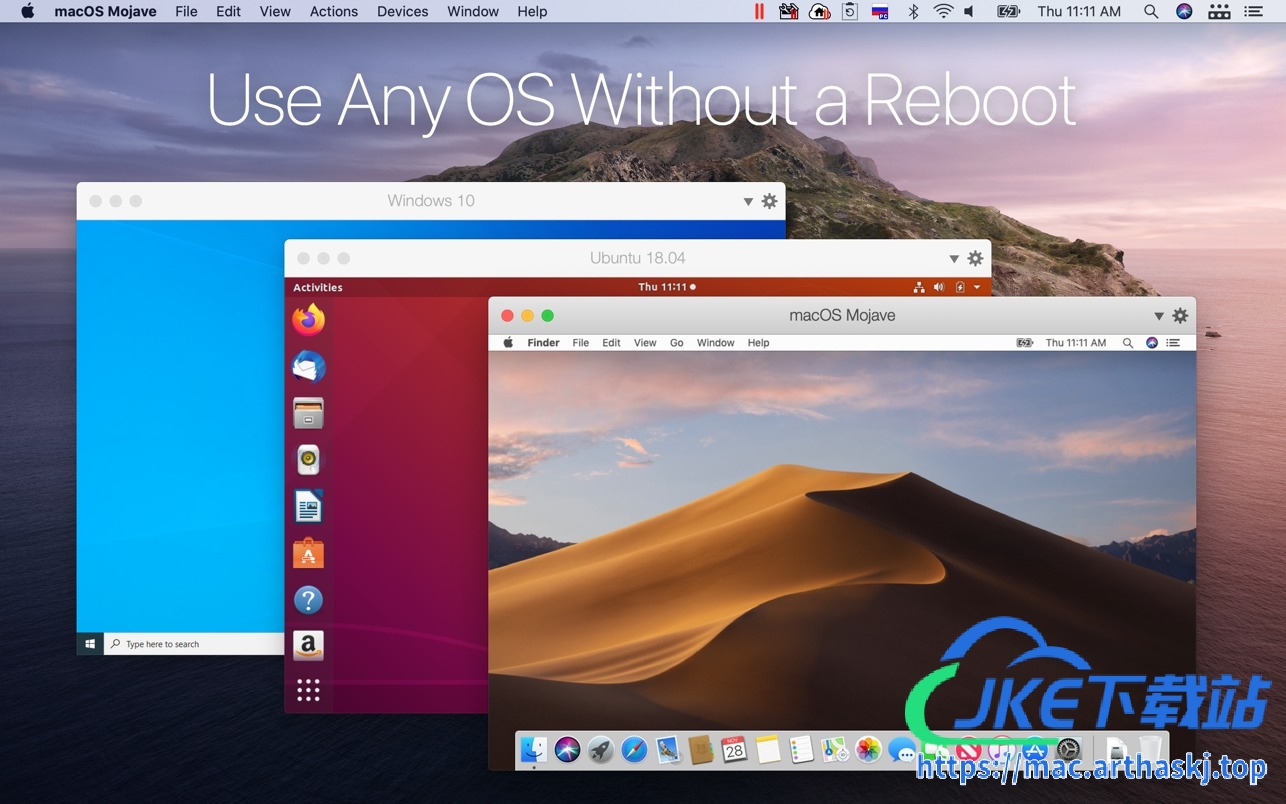 macOS Mojave File Edit View Actions Devices Window Help Thu 11:11 AM
Use Any OS Without a Reboot
Windows 10
Ubuntu 18.04
Activities Thu 11:11
macOS Mojave
Finder File Edit View Go Window Help Thu 11:11 AM
Type here to search
a
NOV
28
JKE下载站
https://mac.arthaskj.top